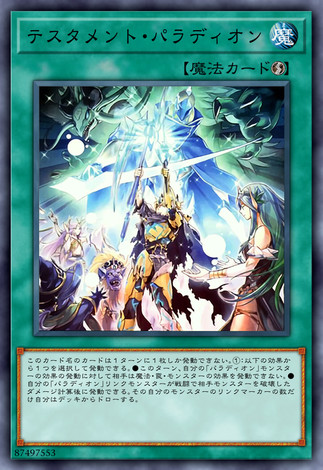 テスタメント・パラディオン
魔
【魔法カード】
このカード名のカードは1ターンに1枚しか発動できない。①:以下の効果か
ら1つを選択して発動できる。●このターン、自分の「パラディオン」モンス
ターの効果の発動に対して相手は魔法・罠・モンスターの効果を発動できない。●
自分の「パラディオン」リンクモンスターが戦闘で相手モンスターを破壊した
ダメージ計算後に発動できる。その自分のモンスターのリンクマーカーの数だ
け自分はデッキからドローする。
87497553